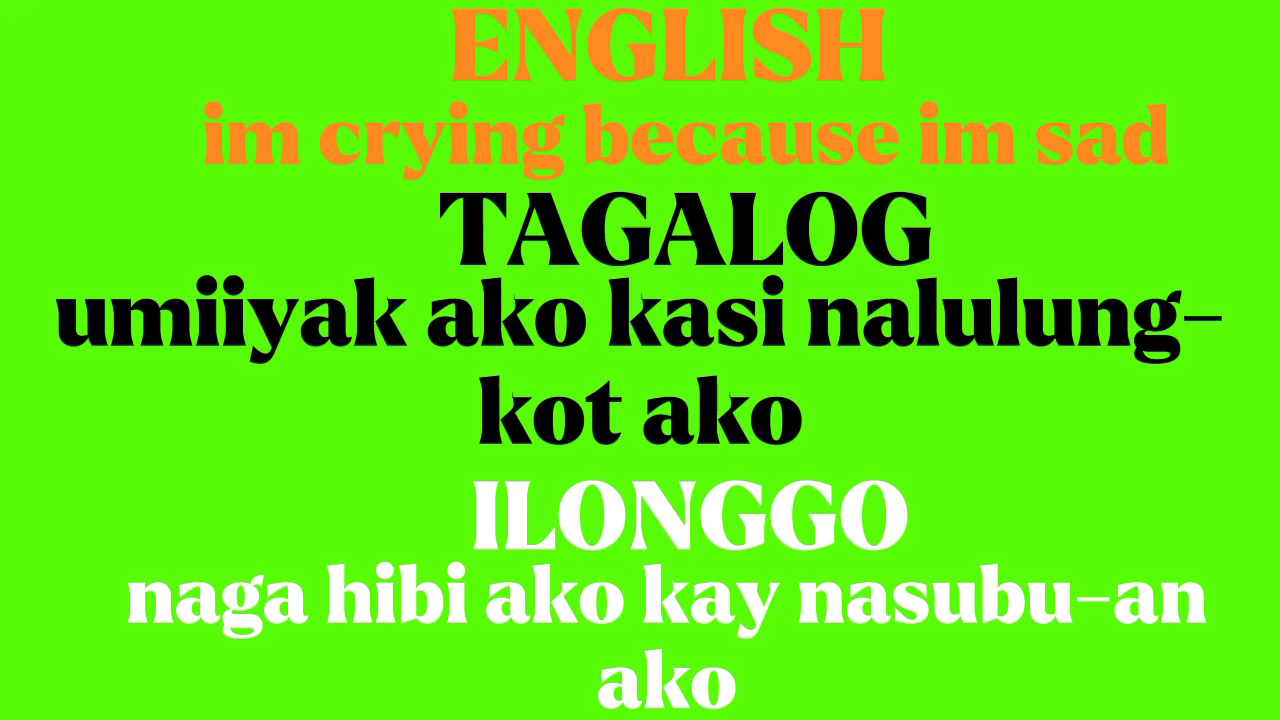 ENGLISH
im crying because im sad
TAGALOG
umiiyak ako kasi nalulung-
kot ako
ILONGGO
naga hibi ako kay nasubu-an
ako